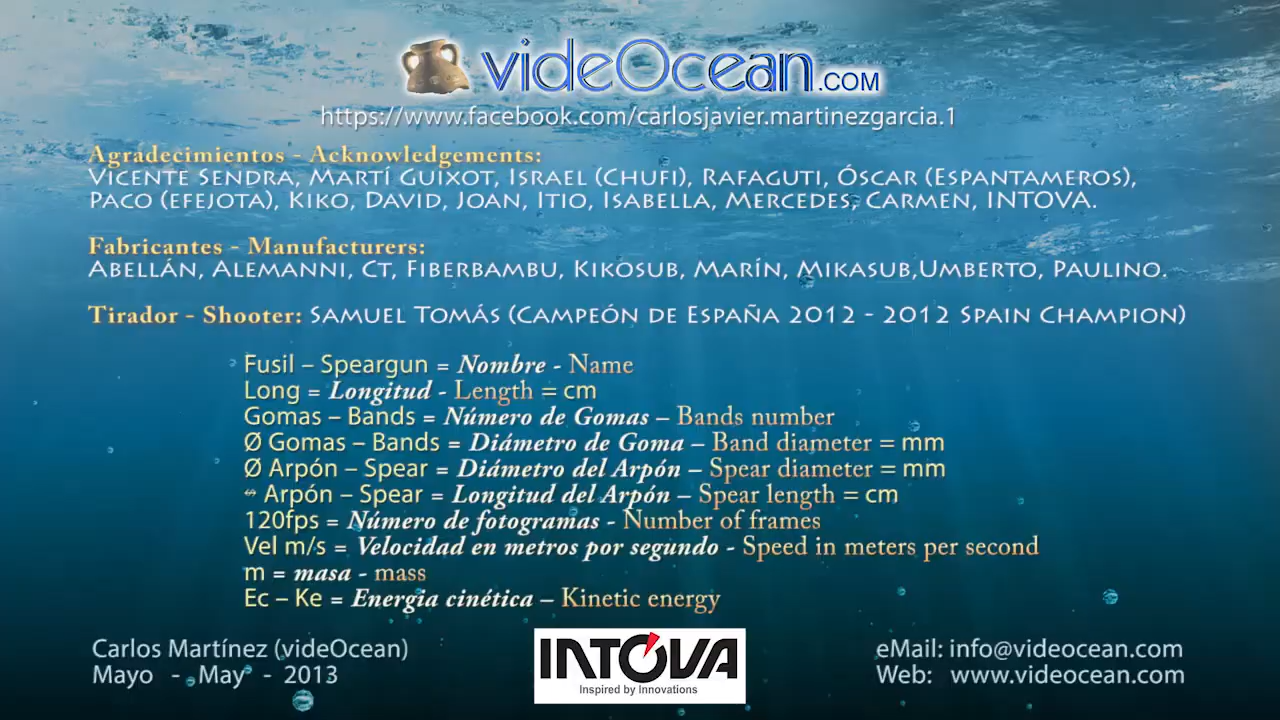 videOcean.COM
https://www.facebook.com/carlosjavier.martinezgarcia.1
Agradecimientos - Acknowledgements:
Vicente Sendra, Martí Guixot, Israel (Chufi), Rafaguti, Óscar (Espantameros),
Paco (efejota), Kiko, David, Joan, Itio, Isabella, Mercedes, Carmen, INTOVA.
Fabricantes - Manufacturers:
Abellán, Alemanni, Ct, Fiberbambu, Kikosub, Marín, Mikasub,Umberto, Paulino.
Tirador - Shooter: Samuel Tomás (Campeón de España 2012 - 2012 Spain Champion)
Fusil – Speargun = Nombre - Name
Long = Longitud - Length = cm
Gomas – Bands = Número de Gomas – Bands number
Ø Gomas – Bands = Diámetro de Goma – Band diameter = mm
Ø Arpón – Spear = Diámetro del Arpón – Spear diameter = mm
↮ Arpón – Spear = Longitud del Arpón – Spear length = cm
120fps = Número de fotogramas - Number of frames
Vel m/s = Velocidad en metros por segundo - Speed in meters per second
m = masa - mass
Ec – Ke = Energia cinética – Kinetic energy
Carlos Martínez (videOcean)
Mayo - May - 2013
INTOVA
Inspired by Innovations
eMail: info@videocean.com
Web: www.videocean.com